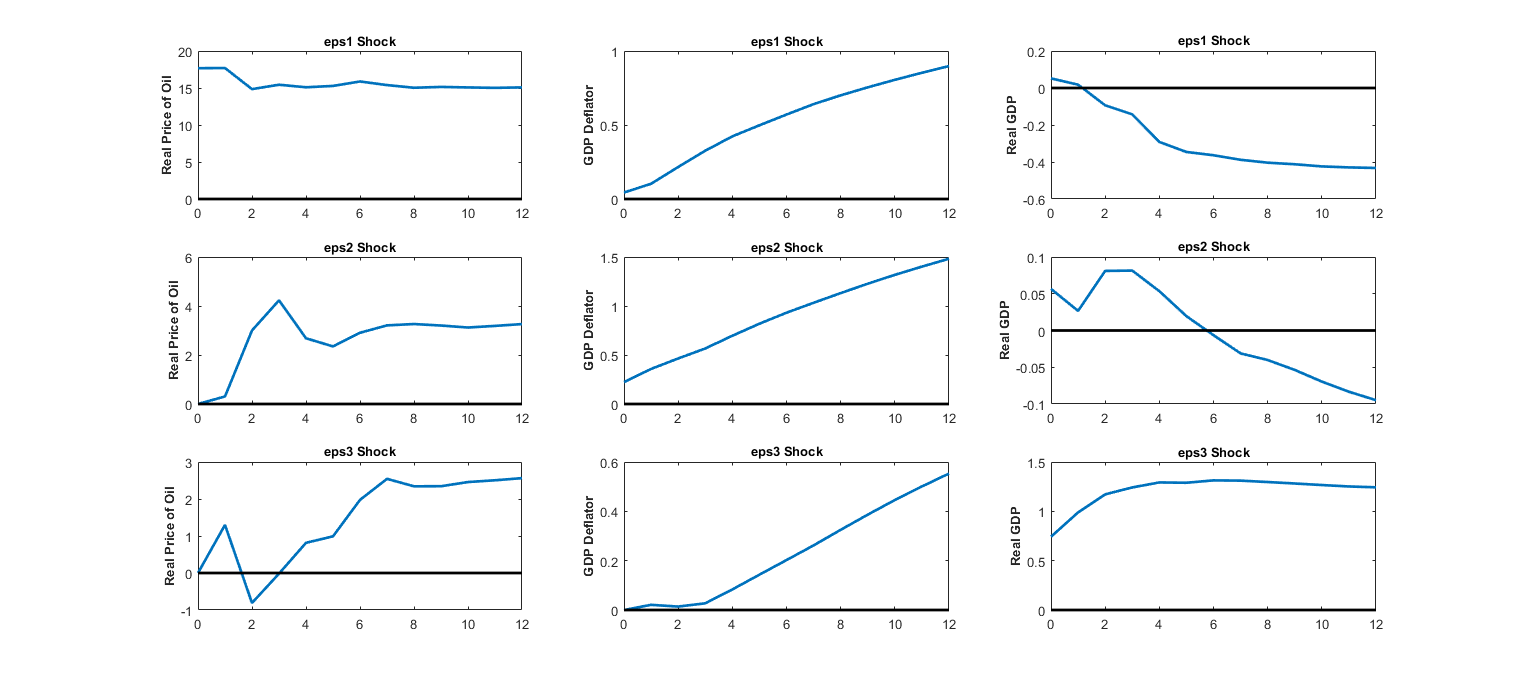 eps1 Shock
Real Price of Oil
20
15
10
5
0
0 2 4 6 8 10 12
eps1 Shock
GDP Deflator
1
0.5
0
0 2 4 6 8 10 12
eps1 Shock
Real GDP
0.2
0
-0.2
-0.4
-0.6
0 2 4 6 8 10 12
eps2 Shock
Real Price of Oil
6
4
2
0
0 2 4 6 8 10 12
eps2 Shock
GDP Deflator
1.5
1
0.5
0
0 2 4 6 8 10 12
eps2 Shock
Real GDP
0.1
0.05
0
-0.05
-0.1
0 2 4 6 8 10 12
eps3 Shock
Real Price of Oil
3
2
1
0
-1
0 2 4 6 8 10 12
eps3 Shock
GDP Deflator
0.6
0.4
0.2
0
0 2 4 6 8 10 12
eps3 Shock
Real GDP
1.5
1
0.5
0
0 2 4 6 8 10 12